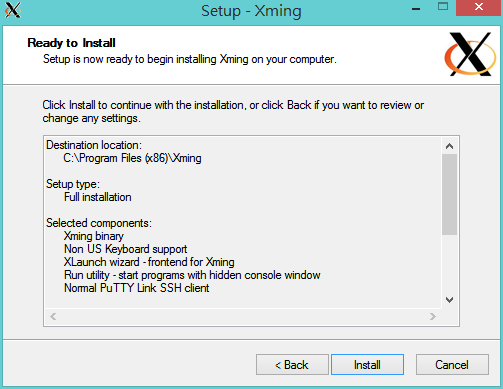 Setup - Xming
Ready to Install
Setup is now ready to begin installing Xming on your computer.
Click Install to continue with the installation, or click Back if you want to review or
change any settings.
Destination location:
C:\Program Files (x86)\Xming
Setup type:
Full installation
Selected components:
Xming binary
Non US Keyboard support
XLaunch wizard - frontend for Xming
Run utility - start programs with hidden console window
Normal PuTTY Link SSH client
< Back
Install
Cancel